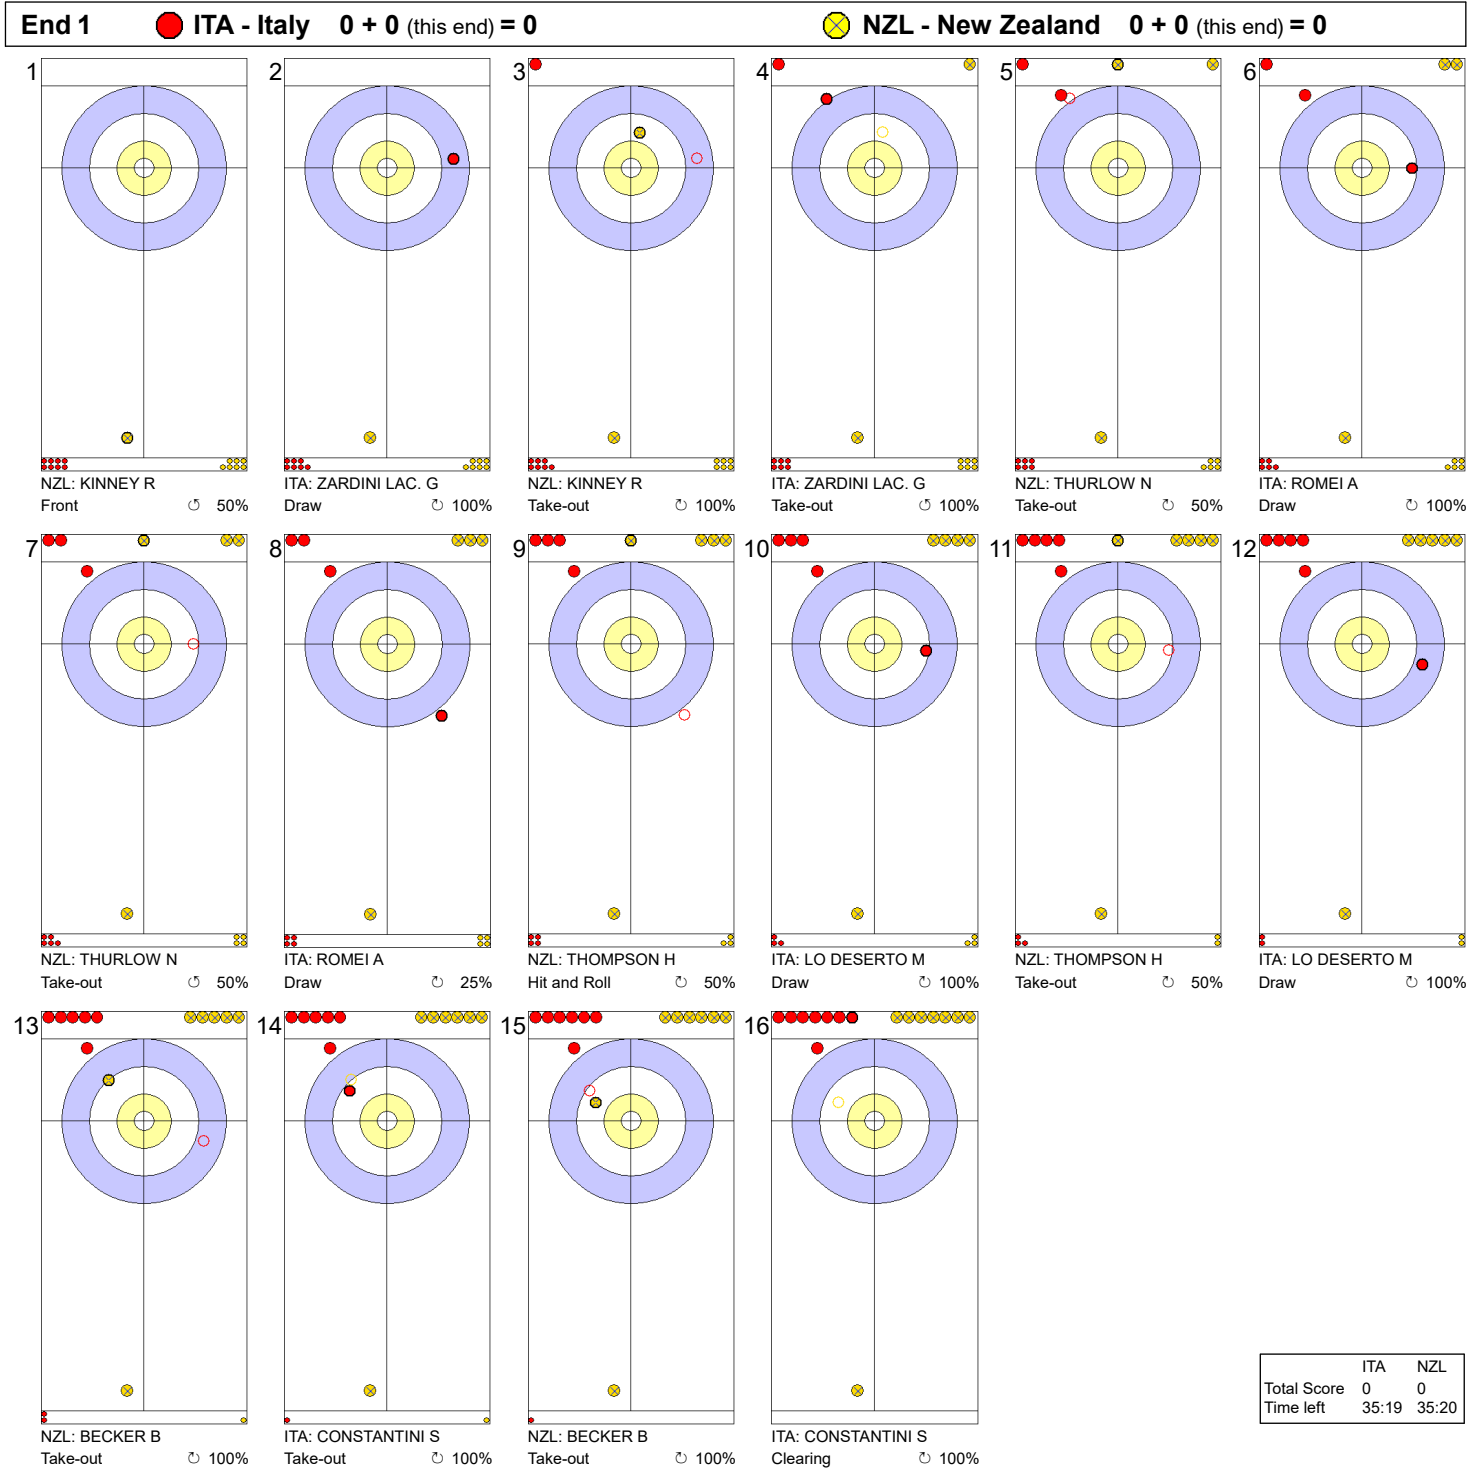 End 1 ITA - Italy 0 + 0 (this end) = 0 NZL - New Zealand 0 + 0 (this end) = 0
1 2 3 4 5 6
NZL: KINNEY R ITA: ZARDINI LAC. G NZL: KINNEY R ITA: ZARDINI LAC. G NZL: THURLOW N ITA: ROMEI A
Front ↺ 50% Draw ↻ 100% Take-out ↻ 100% Take-out ↻ 100% Take-out ↺ 50% Draw ↻ 100%
7 8 9 10 11 12
NZL: THURLOW N ITA: ROMEI A NZL: THOMPSON H ITA: LO DESERTO M NZL: THOMPSON H ITA: LO DESERTO M
Take-out ↺ 50% Draw ↻ 25% Hit and Roll ↻ 50% Draw ↻ 100% Take-out ↺ 50% Draw ↻ 100%
13 14 15 16
NZL: BECKER B ITA: CONSTANTINI S NZL: BECKER B ITA: CONSTANTINI S
Take-out ↻ 100% Take-out ↻ 100% Take-out ↻ 100% Clearing ↻ 100%
ITA NZL
Total Score 0 0
Time left 35:19 35:20